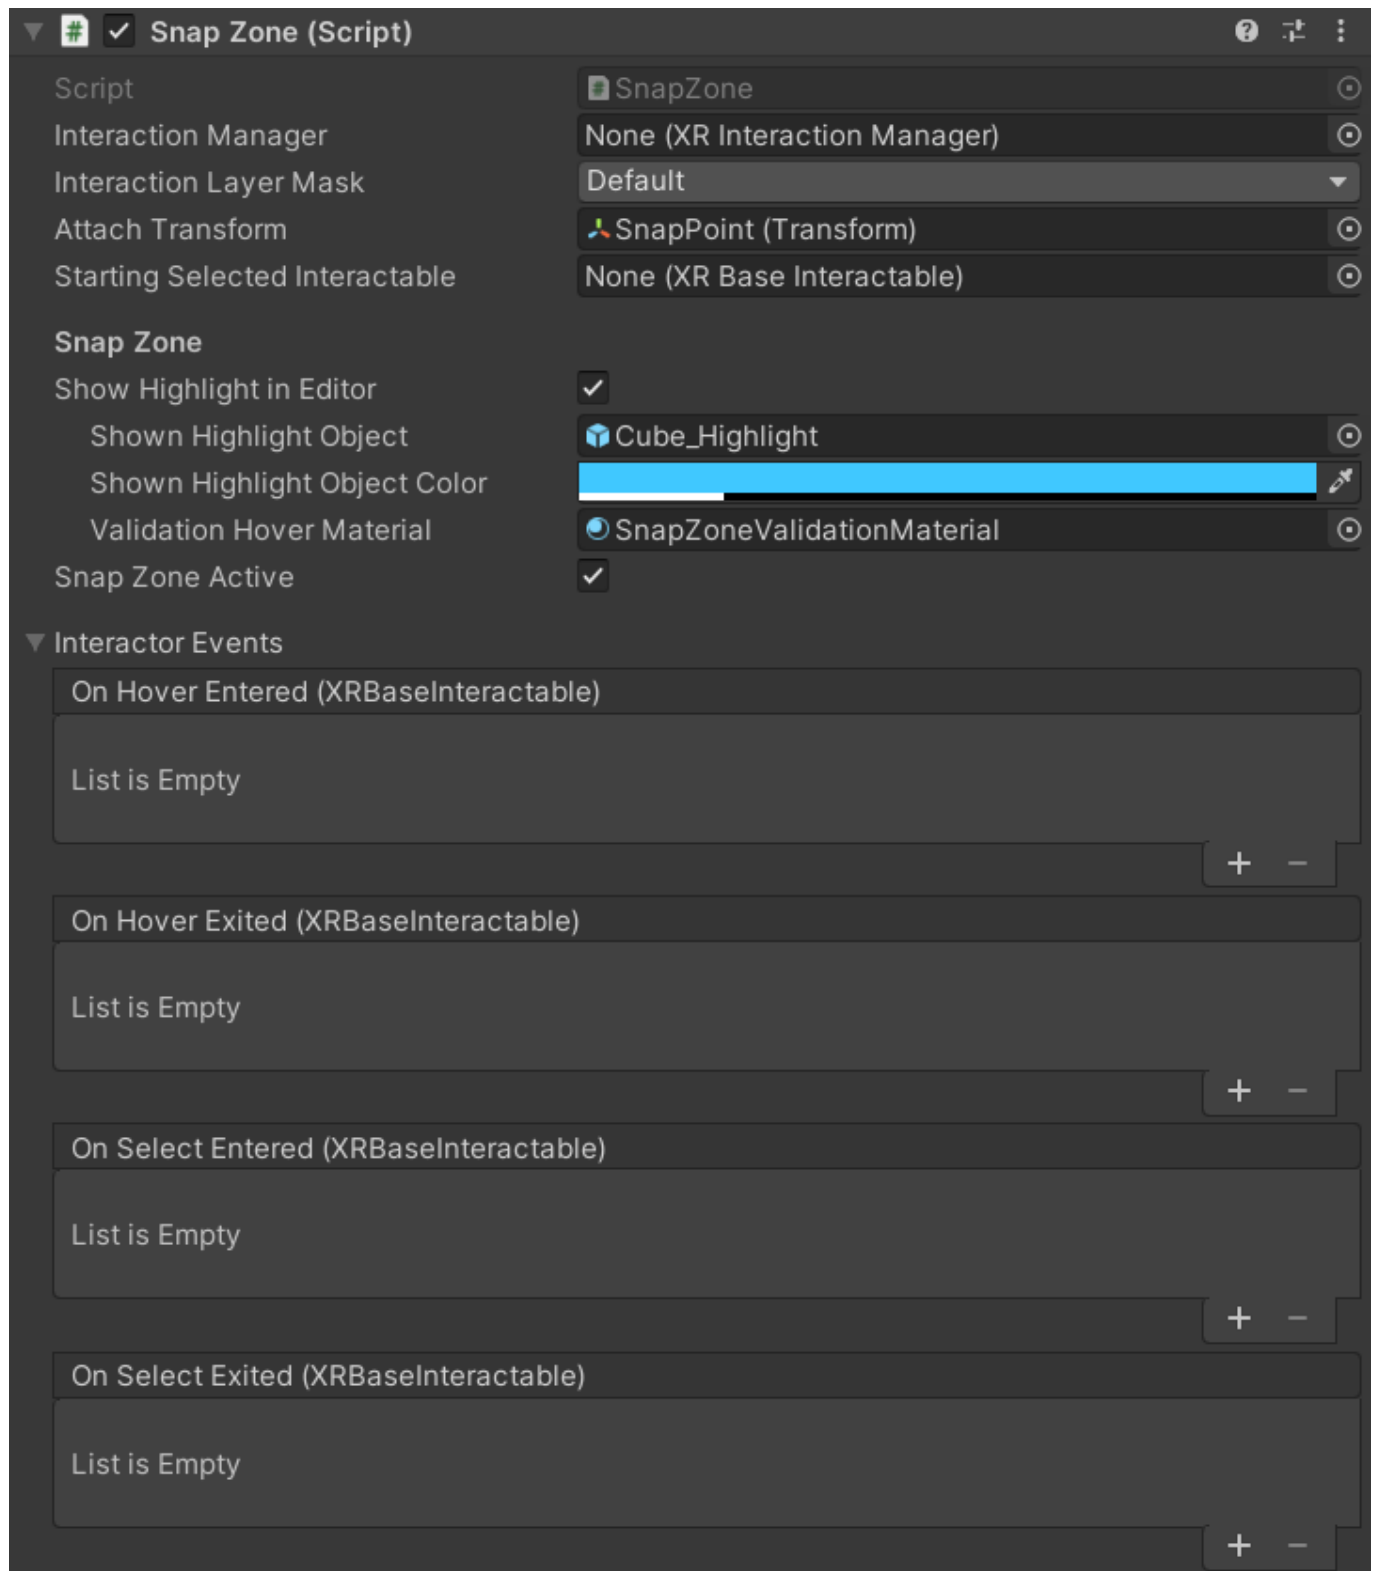 Snap Zone (Script)
Script SnapZone
Interaction Manager None (XR Interaction Manager)
Interaction Layer Mask Default
Attach Transform SnapPoint (Transform)
Starting Selected Interactable None (XR Base Interactable)
Snap Zone
Show Highlight in Editor
Shown Highlight Object Cube_Highlight
Shown Highlight Object Color
Validation Hover Material SnapZoneValidationMaterial
Snap Zone Active
Interactor Events
On Hover Entered (XRBaseInteractable)
List is Empty
+ −
On Hover Exited (XRBaseInteractable)
List is Empty
+ −
On Select Entered (XRBaseInteractable)
List is Empty
+ −
On Select Exited (XRBaseInteractable)
List is Empty
+ −